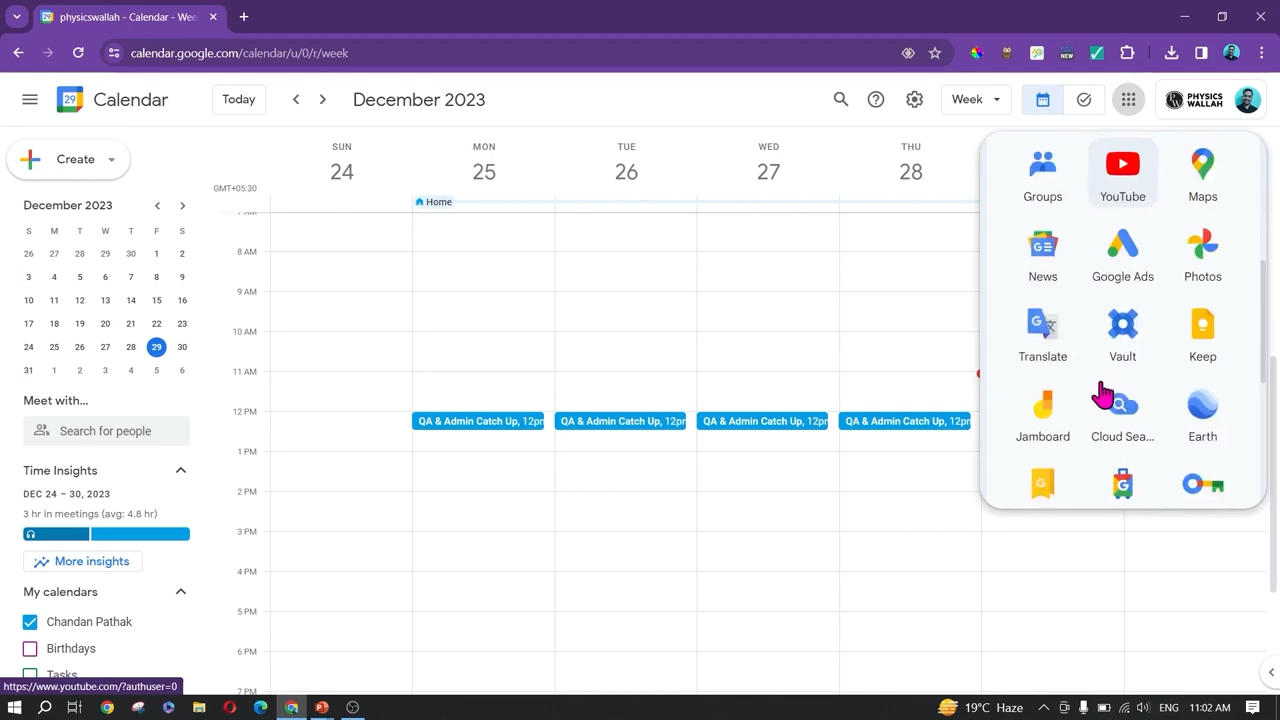 physicswallah - Calendar - Wee
calendar.google.com/calendar/u/0/r/week
29
Calendar
Today
December 2023
Week
PHYSICS
WALLAH
Create
GMT+05:30
SUN
24
MON
25
TUE
26
WED
27
THU
28
Home
December 2023
S M T W T F S
26 27 28 29 30 1 2
3 4 5 6 7 8 9
10 11 12 13 14 15 16
17 18 19 20 21 22 23
24 25 26 27 28 29 30
31 1 2 3 4 5 6
Meet with...
Search for people
Time Insights
DEC 24 – 30, 2023
3 hr in meetings (avg: 4.8 hr)
More insights
My calendars
Chandan Pathak
Birthdays
Tasks
https://www.youtube.com/?authuser=0
7 AM
8 AM
9 AM
10 AM
11 AM
12 PM
1 PM
2 PM
3 PM
4 PM
5 PM
6 PM
7 PM
QA & Admin Catch Up, 12pm
QA & Admin Catch Up, 12pm
QA & Admin Catch Up, 12pm
QA & Admin Catch Up, 12pm
Groups
YouTube
Maps
News
Google Ads
Photos
Translate
Vault
Keep
Jamboard
Cloud Sea...
Earth
19°C Haze
ENG
11:02 AM